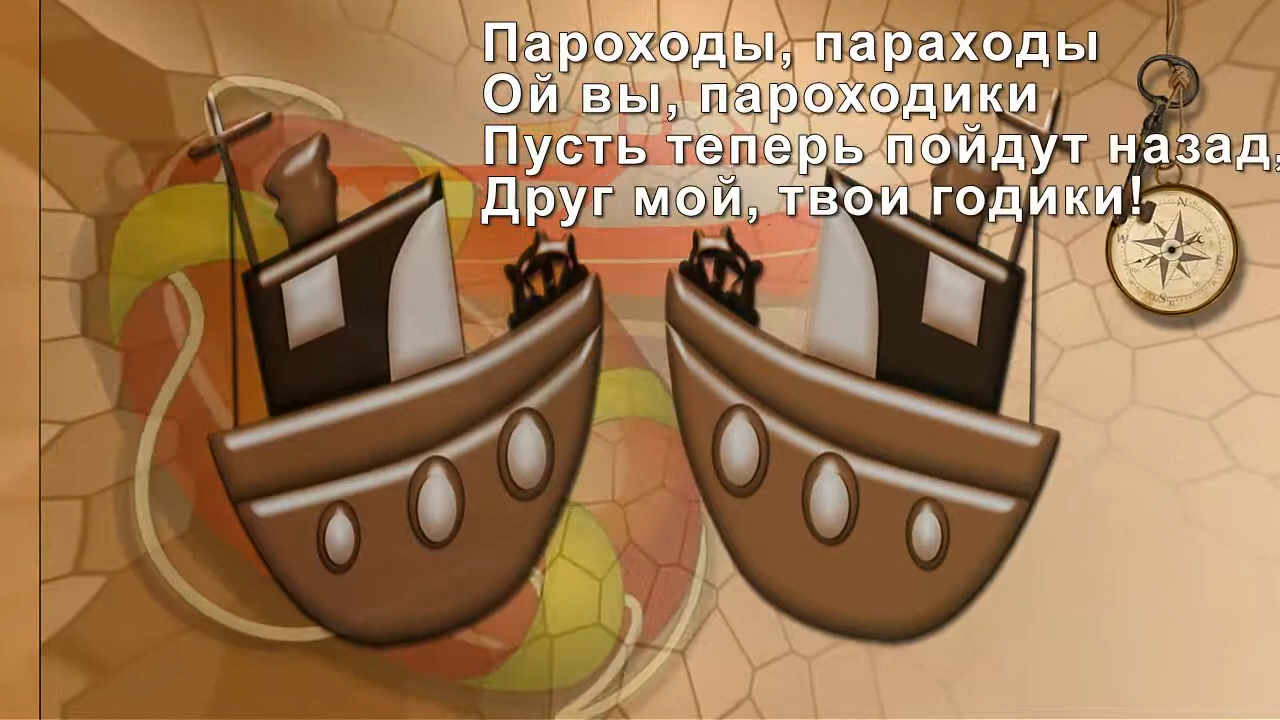 Пароходы, параходы
Ой вы, пароходики
Пусть теперь пойдут назад,
Друг мой, твои годики!